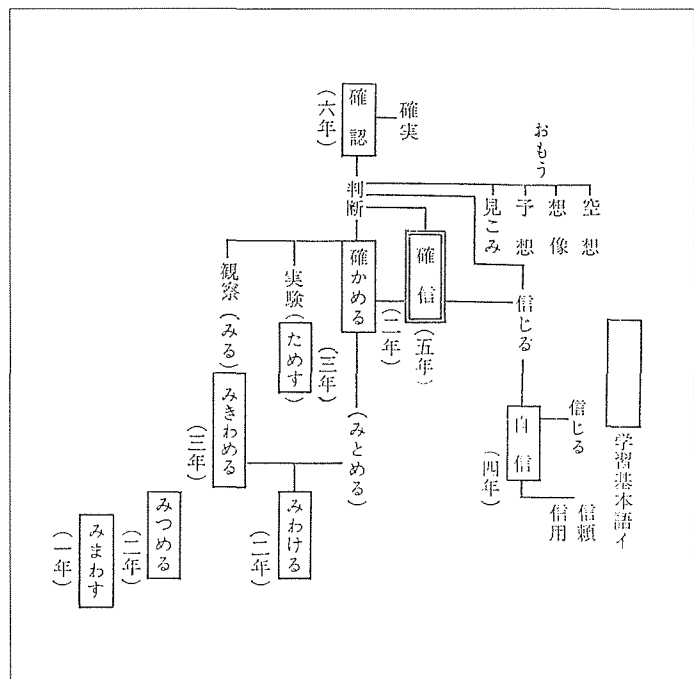 学習基本語イ
空想
想像
予想
見こみ
おもう
確実
確認
(六年)
判断
信じる
信じる
自信
(四年)
信頼
信用
確信
(五年)
確かめる
(二年)
(みとめる)
実験(ためす)
(三年)
観察(みる)
みきわめる
(三年)
みわける
(二年)
みつめる
(二年)
みまわす
(一年)